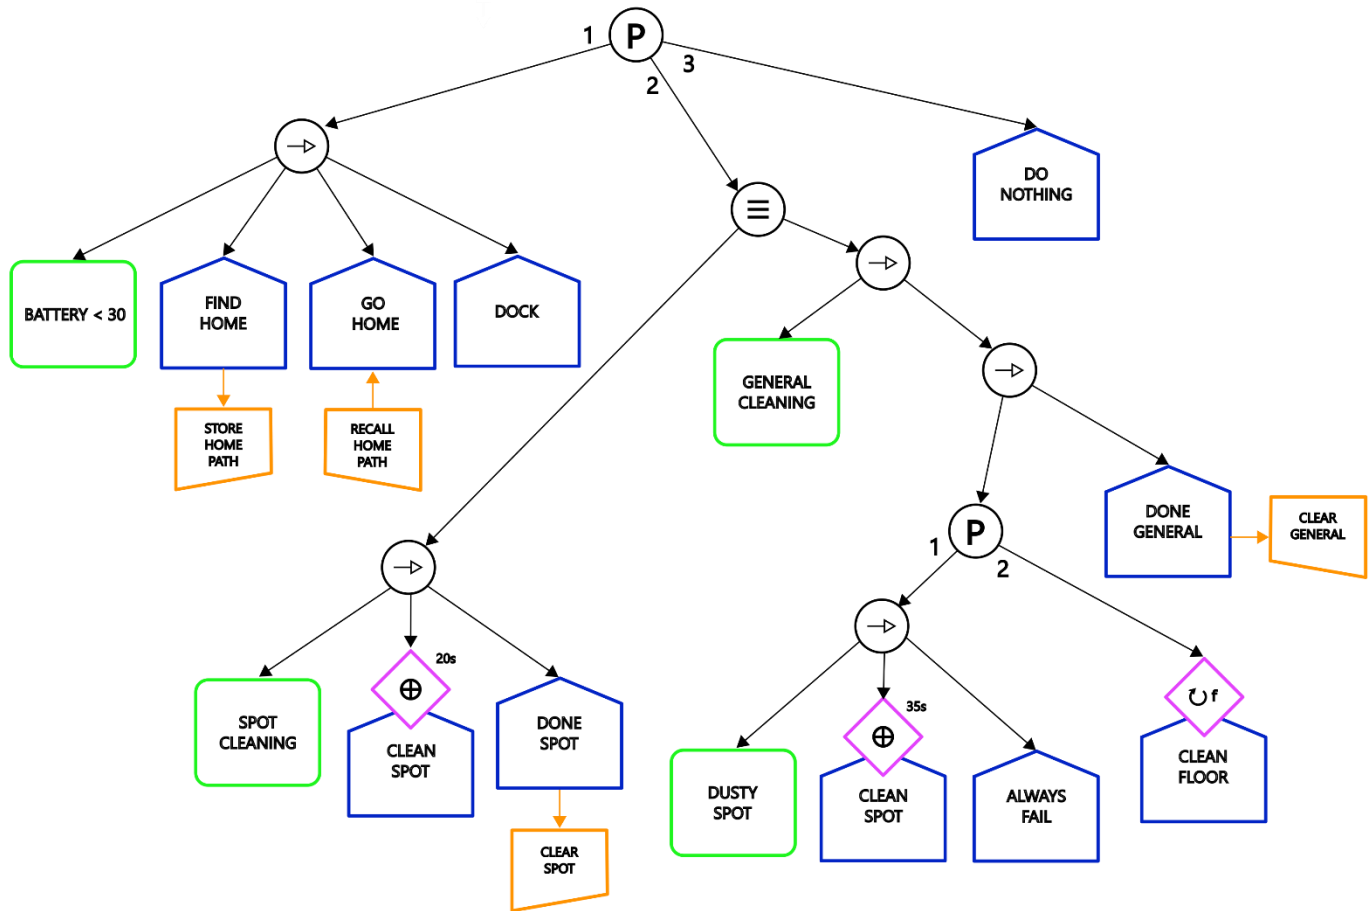 P
1
2
3
DO
NOTHING
BATTERY < 30
FIND
HOME
GO
HOME
DOCK
STORE
HOME
PATH
RECALL
HOME
PATH
GENERAL
CLEANING
P
1
2
DONE
GENERAL
CLEAR
GENERAL
SPOT
CLEANING
20s
CLEAN
SPOT
DONE
SPOT
CLEAR
SPOT
DUSTY
SPOT
35s
CLEAN
SPOT
ALWAYS
FAIL
f
CLEAN
FLOOR